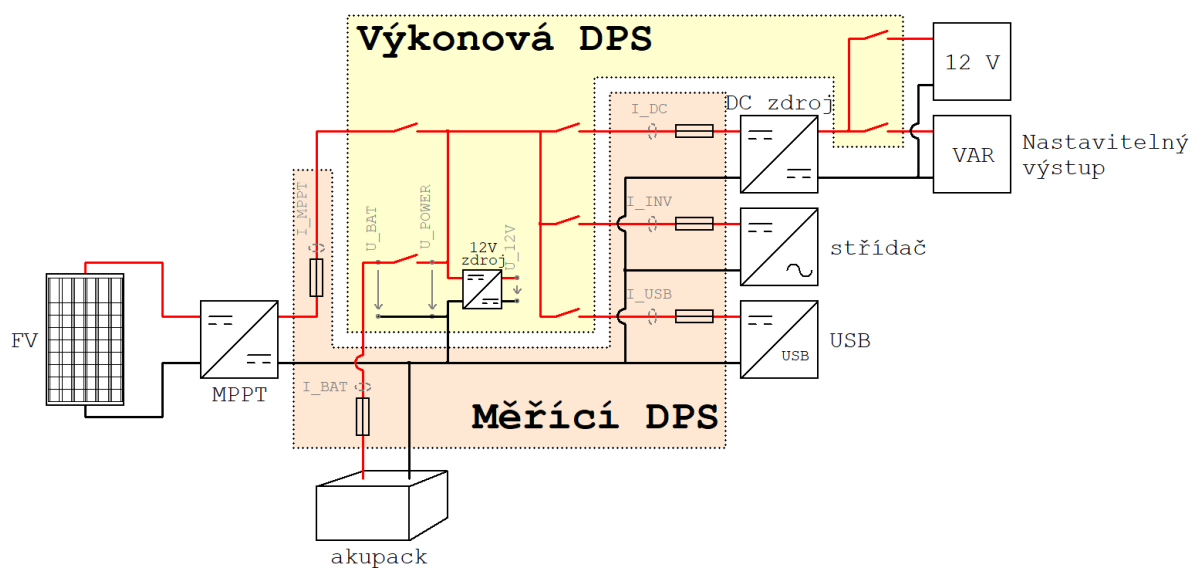 Výkonová DPS
12 V
I_DC
DC zdroj
VAR
Nastavitelný
výstup
I_MPPT
U_BAT
U_POWER
12V
zdroj
U_12V
I_INV
střídač
I_USB
FV
MPPT
USB
USB
I_BAT
Měřící DPS
akupack